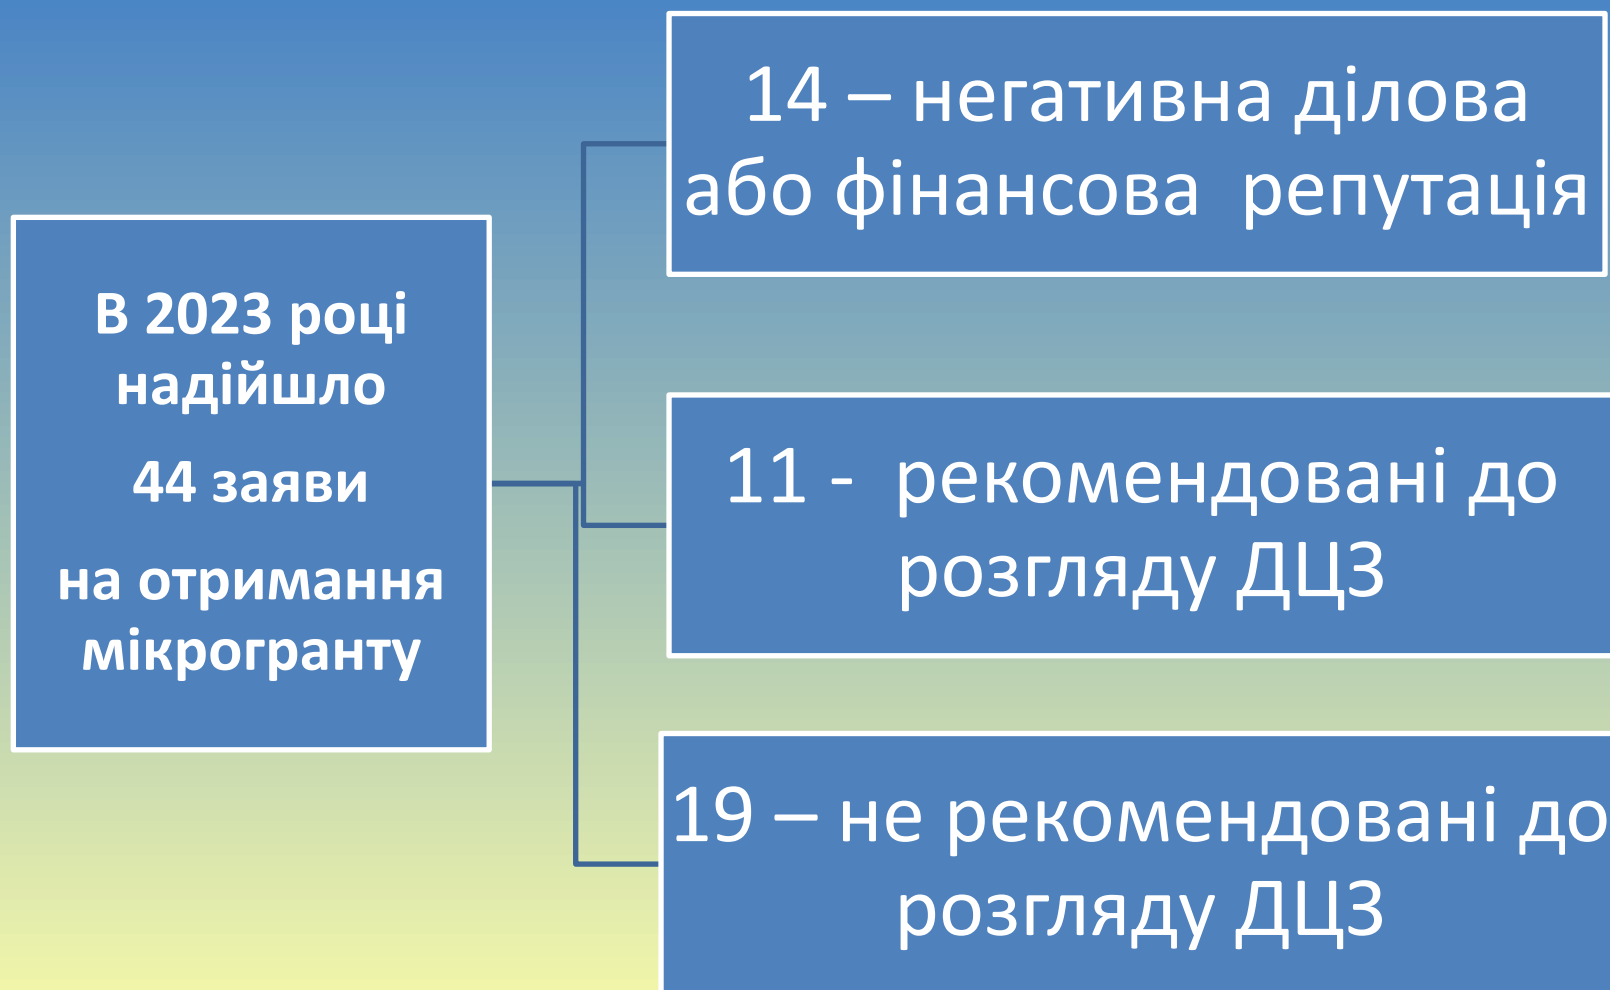 В 2023 році
надійшло
44 заяви
на отримання
мікрогранту
14 – негативна ділова
або фінансова  репутація
11 -  рекомендовані до
розгляду ДЦЗ
19 – не рекомендовані до
розгляду ДЦЗ